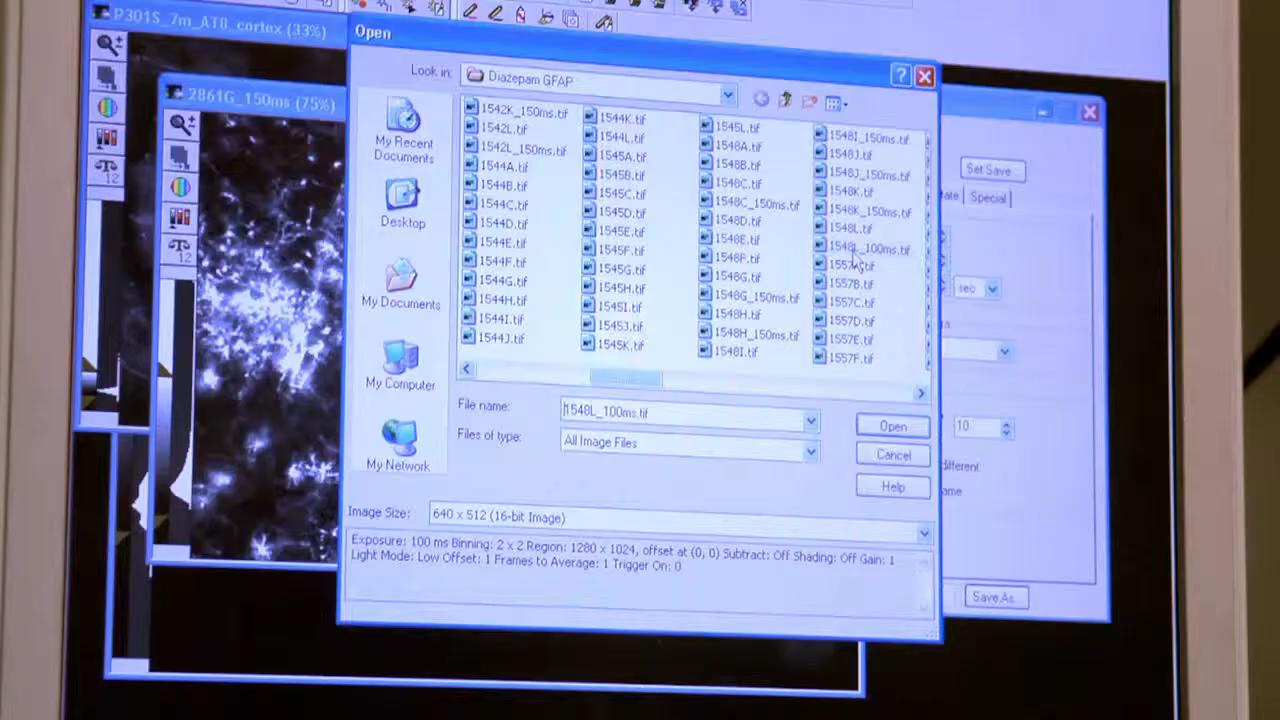 P301S_7m_AT8_cortex (33%)
12
2861G_150ms (75%)
12
Open
Look in:
Diazepam GFAP
My Recent
Documents
Desktop
My Documents
My Computer
My Network
1542K_150ms.tif
1542L.tif
1542L_150ms.tif
1544A.tif
1544B.tif
1544C.tif
1544D.tif
1544E.tif
1544F.tif
1544G.tif
1544H.tif
1544I.tif
1544J.tif
1544K.tif
1544L.tif
1545A.tif
1545B.tif
1545C.tif
1545D.tif
1545E.tif
1545F.tif
1545G.tif
1545H.tif
1545I.tif
1545J.tif
1545K.tif
1545L.tif
1548A.tif
1548B.tif
1548C.tif
1548C_150ms.tif
1548D.tif
1548E.tif
1548F.tif
1548G.tif
1548G_150ms.tif
1548H.tif
1548H_150ms.tif
1548I.tif
1548I_150ms.tif
1548J.tif
1548J_150ms.tif
1548K.tif
1548K_150ms.tif
1548L.tif
1548L_100ms.tif
1557A.tif
1557B.tif
1557C.tif
1557D.tif
1557E.tif
1557F.tif
File name:
1548L_100ms.tif
Open
Files of type:
All Image Files
Cancel
Help
Image Size:
640 x 512 (16-bit Image)
Exposure: 100 ms Binning: 2 x 2 Region: 1280 x 1024, offset at (0, 0) Subtract: Off Shading: Off Gain: 1
Light Mode: Low Offset: 1 Frames to Average: 1 Trigger On: 0
Set Save...
Special
sec
10
different
Save As...